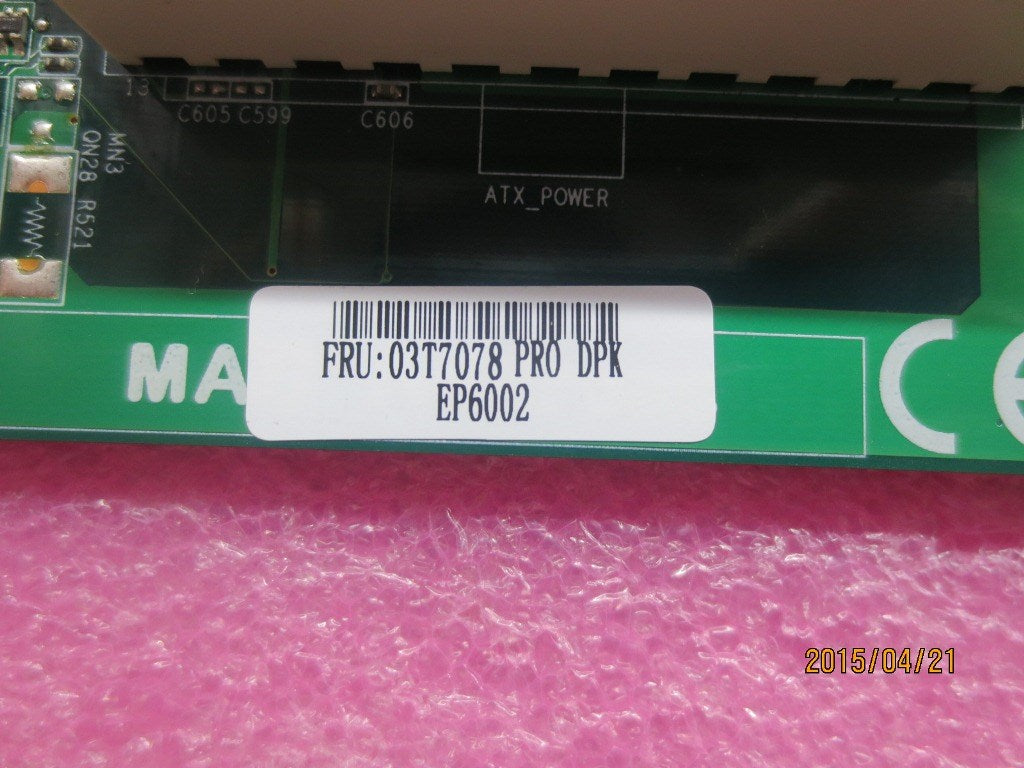 13
C605 C599
C606
ATX_POWER
MN3
QN28 R521
FRU:03T7078 PRO DPK
EP6002
MA
CE
2015/04/21